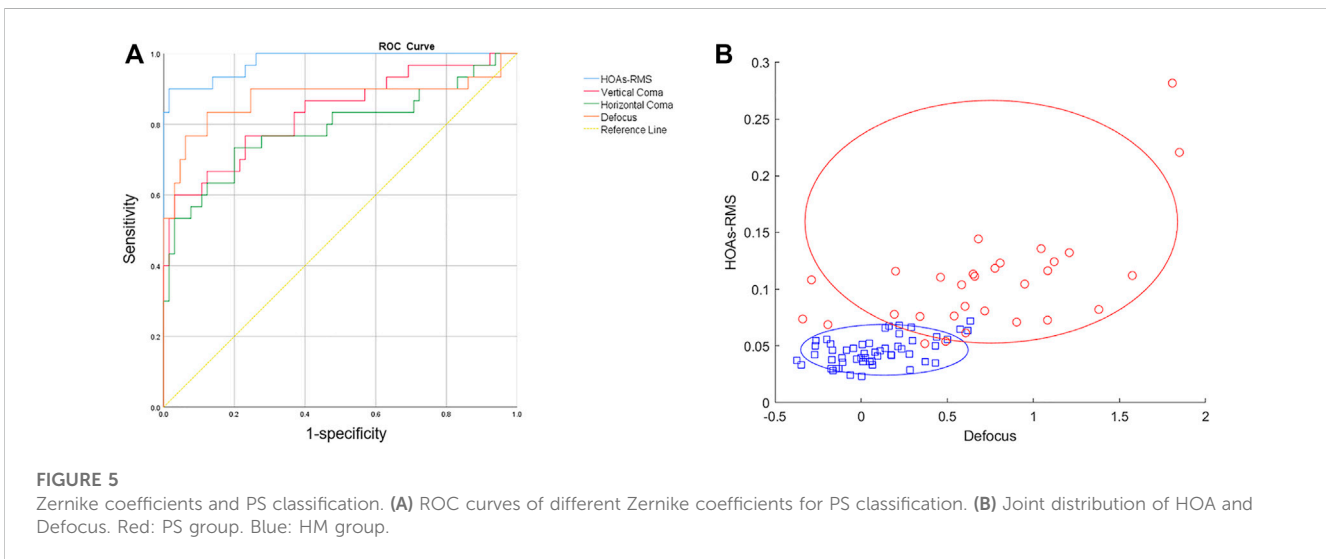 A
ROC Curve
1.0
0.8
0.6
0.4
0.2
0.0
0.0 0.2 0.4 0.6 0.8 1.0
Sensitivity
1-specificity
HOAs-RMS
Vertical Coma
Horizontal Coma
Defocus
Reference Line
B
0.3
0.25
0.2
0.15
0.1
0.05
0
-0.5 0 0.5 1 1.5 2
HOAs-RMS
Defocus
FIGURE 5
Zernike coefficients and PS classification. (A) ROC curves of different Zernike coefficients for PS classification. (B) Joint distribution of HOA and
Defocus. Red: PS group. Blue: HM group.